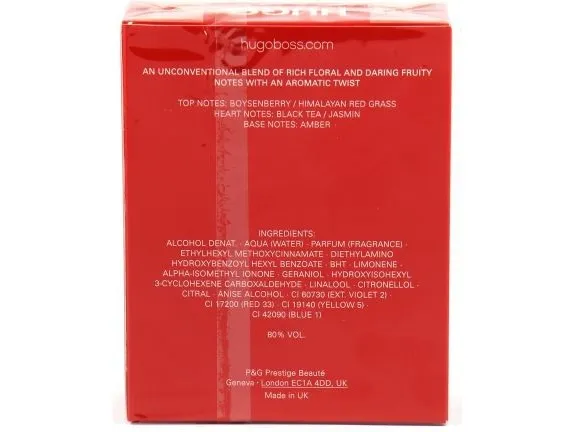 hugoboss.com
AN UNCONVENTIONAL BLEND OF RICH FLORAL AND DARING FRUITY
NOTES WITH AN AROMATIC TWIST
TOP NOTES: BOYSENBERRY / HIMALAYAN RED GRASS
HEART NOTES: BLACK TEA / JASMIN
BASE NOTES: AMBER
INGREDIENTS:
ALCOHOL DENAT. · AQUA (WATER) · PARFUM (FRAGRANCE) ·
ETHYLHEXYL METHOXYCINNAMATE · DIETHYLAMINO
HYDROXYBENZOYL HEXYL BENZOATE · BHT · LIMONENE ·
ALPHA-ISOMETHYL IONONE · GERANIOL · HYDROXYISOHEXYL
3-CYCLOHEXENE CARBOXALDEHYDE · LINALOOL · CITRONELLOL ·
CITRAL · ANISE ALCOHOL · CI 60730 (EXT. VIOLET 2) ·
CI 17200 (RED 33) · CI 19140 (YELLOW 5) ·
CI 42090 (BLUE 1)
80% VOL.
P&G Prestige Beauté
Geneva · London EC1A 4DD, UK
Made in UK